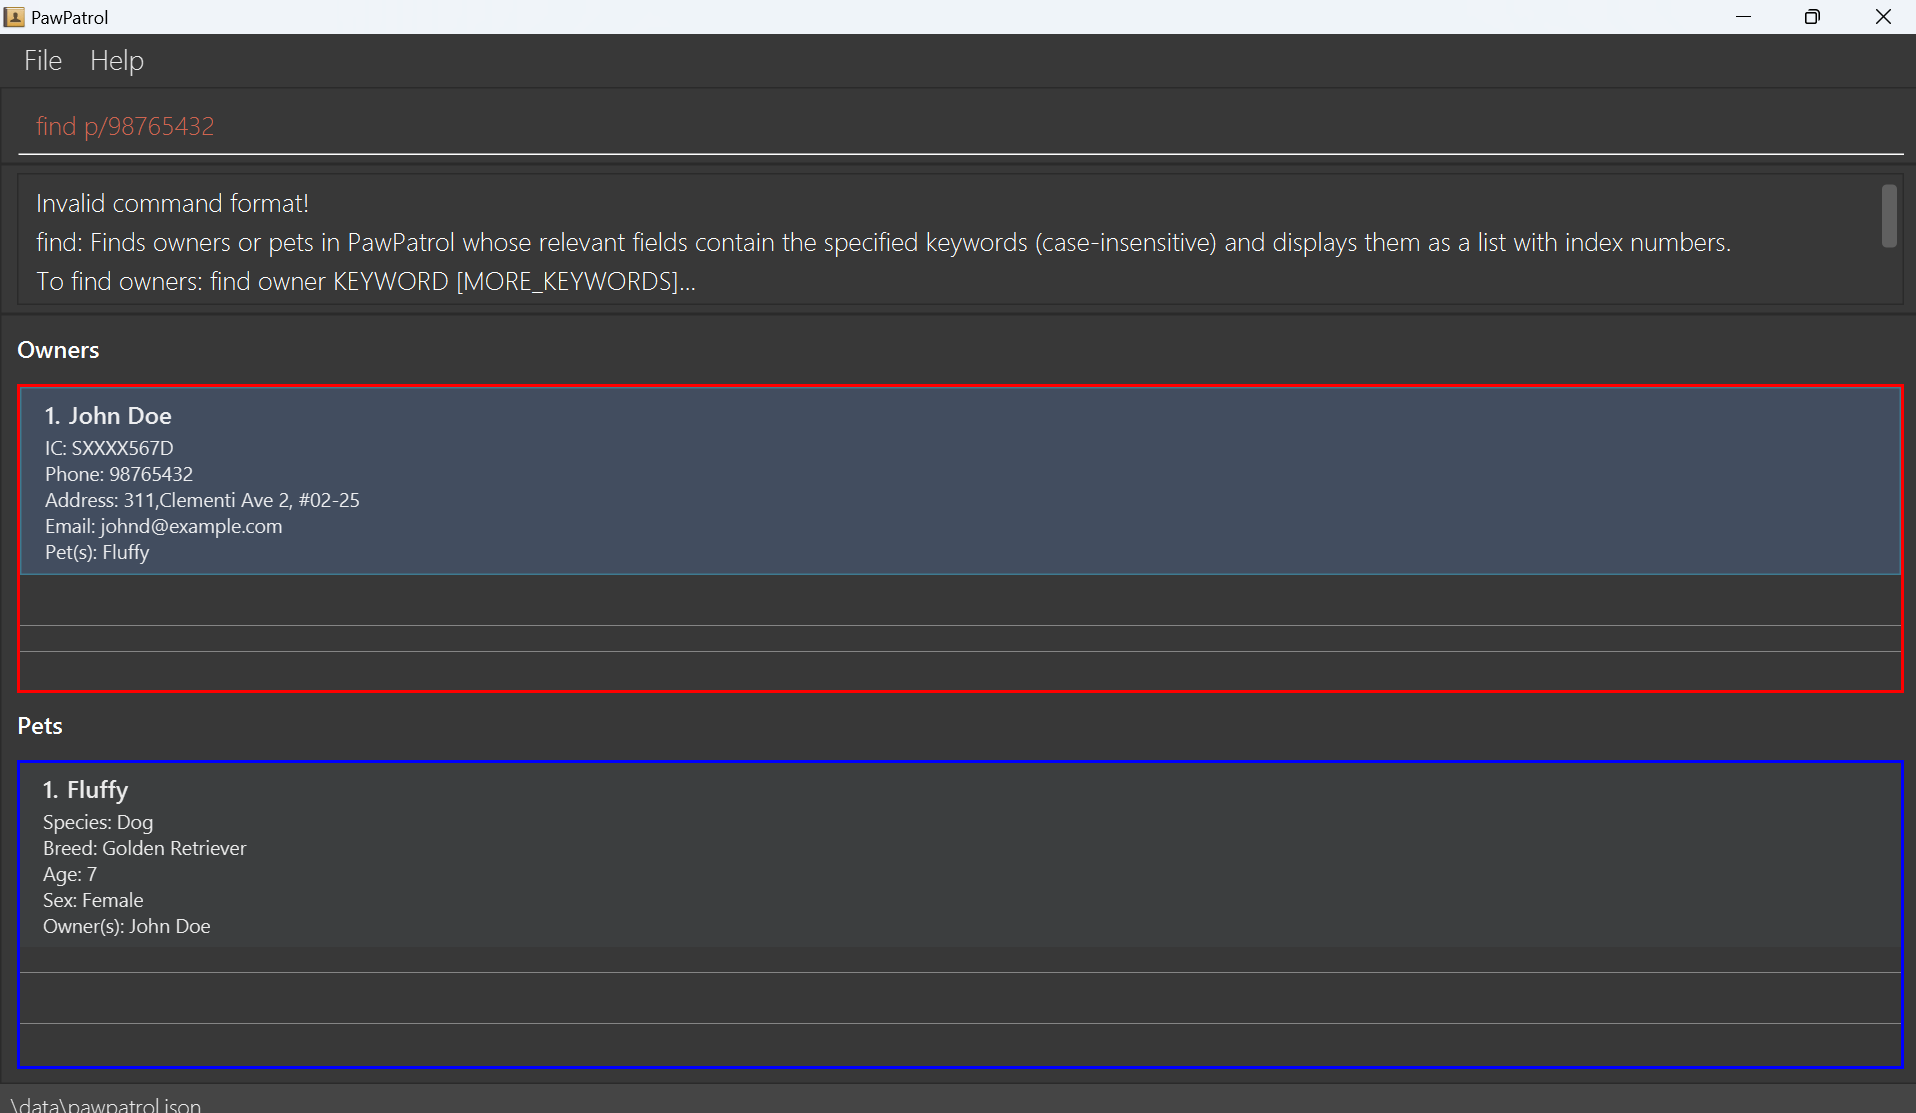 PawPatrol
File Help
find p/98765432
Invalid command format!
find: Finds owners or pets in PawPatrol whose relevant fields contain the specified keywords (case-insensitive) and displays them as a list with index numbers.
To find owners: find owner KEYWORD [MORE_KEYWORDS]...
Owners
1. John Doe
IC: SXXXX567D
Phone: 98765432
Address: 311,Clementi Ave 2, #02-25
Email: johnd@example.com
Pet(s): Fluffy
Pets
1. Fluffy
Species: Dog
Breed: Golden Retriever
Age: 7
Sex: Female
Owner(s): John Doe
\data\pawpatrol.json